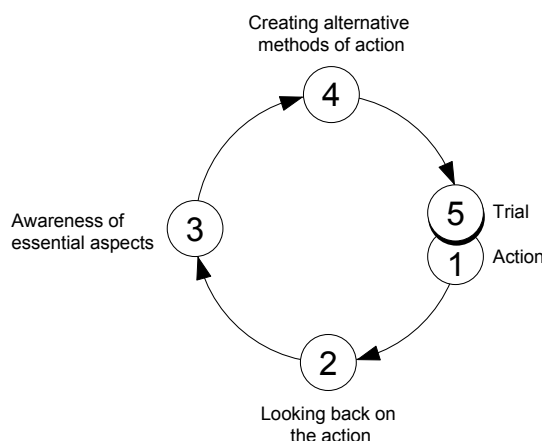 Creating alternative
methods of action
4
5
Trial
Awareness of
essential aspects
3
1
Action
2
Looking back on
the action